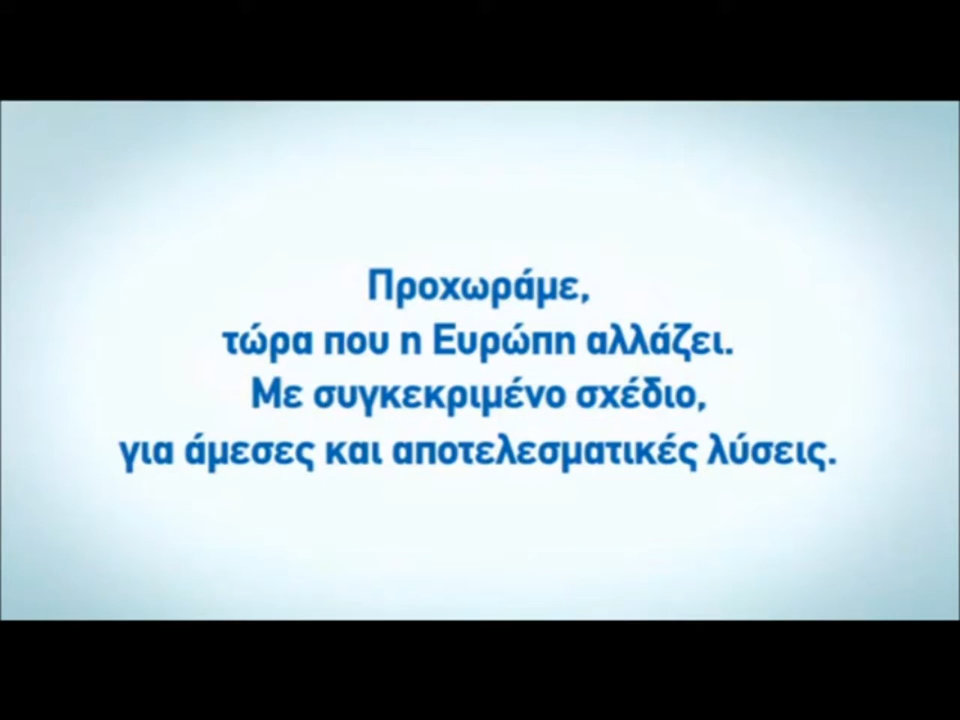 Προχωράμε,
τώρα που η Ευρώπη αλλάζει.
Με συγκεκριμένο σχέδιο,
για άμεσες και αποτελεσματικές λύσεις.